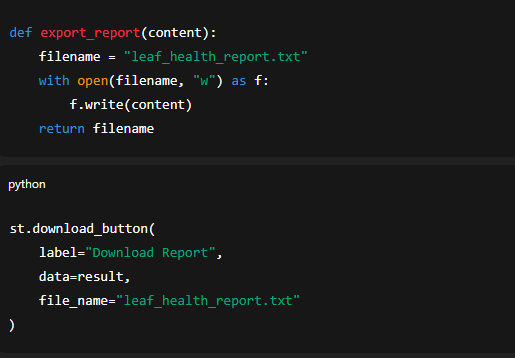 def export_report(content):
    filename = "leaf_health_report.txt"
    with open(filename, "w") as f:
        f.write(content)
    return filename
python
st.download_button(
    label="Download Report",
    data=result,
    file_name="leaf_health_report.txt"
)